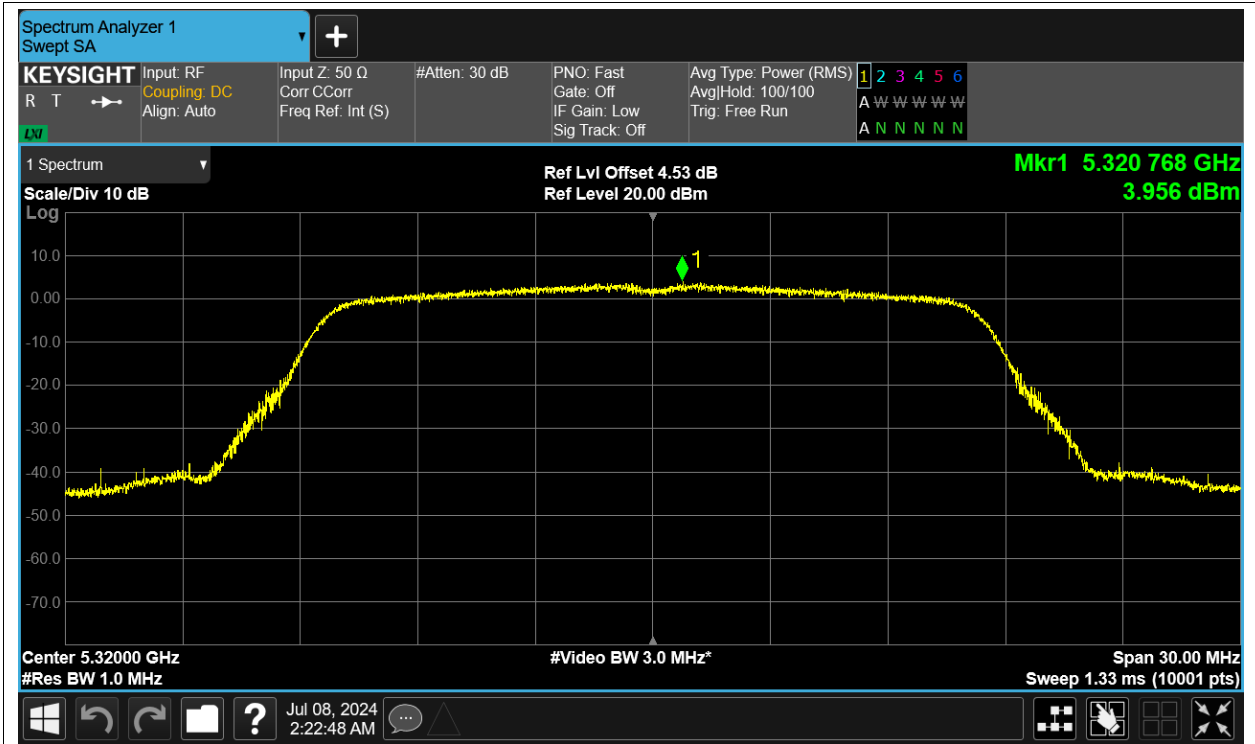 Spectrum Analyzer 1
Swept SA
KEYSIGHT
R T
LXI
Input: RF
Coupling: DC
Align: Auto
Input Z: 50 Ω
Corr CCorr
Freq Ref: Int (S)
#Atten: 30 dB
PNO: Fast
Gate: Off
IF Gain: Low
Sig Track: Off
Avg Type: Power (RMS)
Avg|Hold: 100/100
Trig: Free Run
1 2 3 4 5 6
A W W W W W
A N N N N N
1 Spectrum
Scale/Div 10 dB
Log
Ref Lvl Offset 4.53 dB
Ref Level 20.00 dBm
Mkr1 5.320 768 GHz
3.956 dBm
1
10.0
0.00
-10.0
-20.0
-30.0
-40.0
-50.0
-60.0
-70.0
Center 5.32000 GHz
#Res BW 1.0 MHz
#Video BW 3.0 MHz*
Span 30.00 MHz
Sweep 1.33 ms (10001 pts)
?
Jul 08, 2024
2:22:48 AM